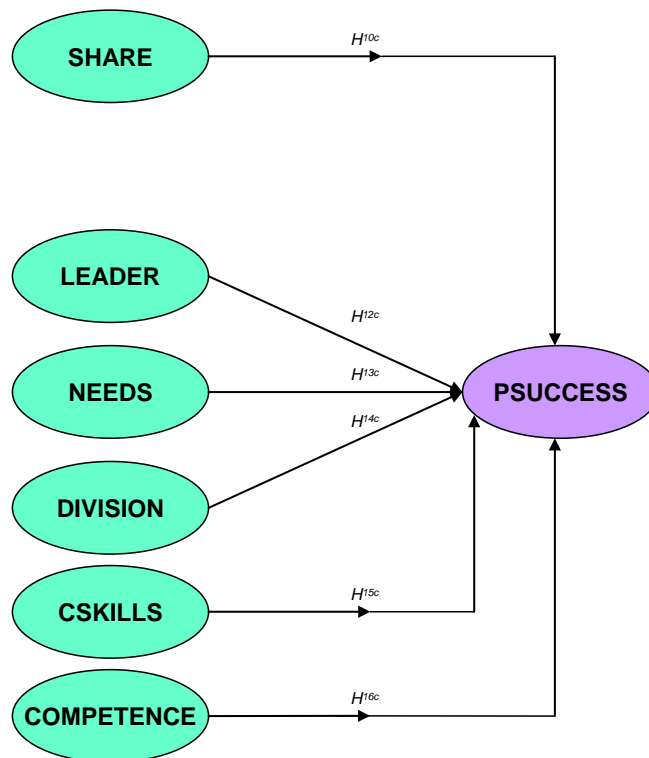 H10c
SHARE
LEADER
H12c
NEEDS
H13c
PSUCCESS
H14c
DIVISION
CSKILLS
H15c
COMPETENCE
H16c